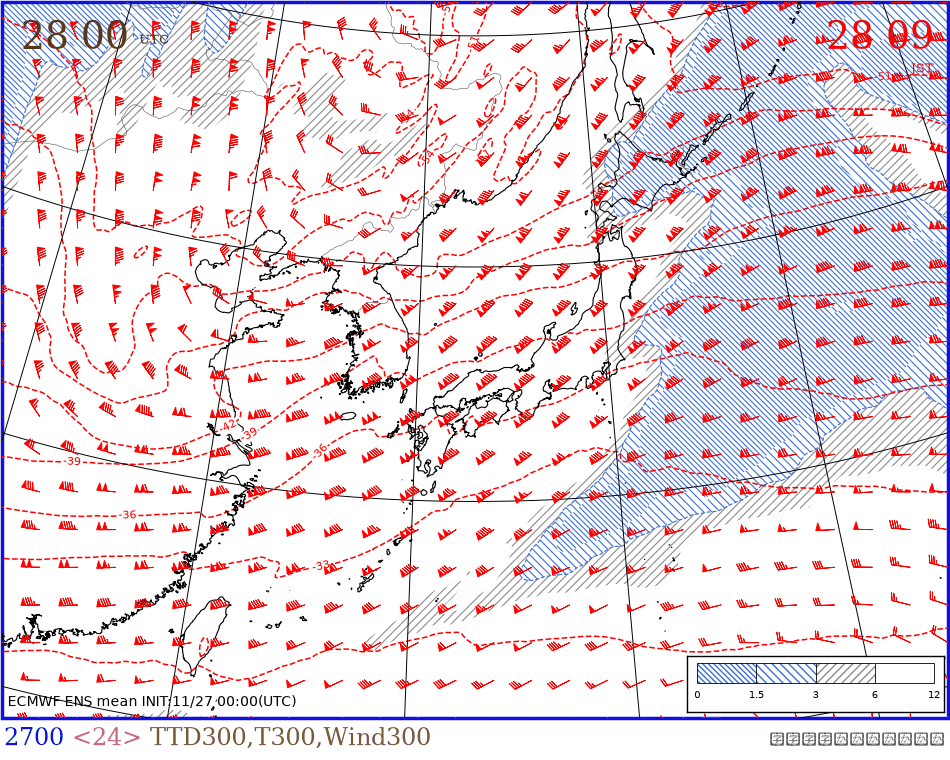 28 00 UTC
28 09 JST
-51
-42
-39
-39
-36
-36
-33
ECMWF ENS mean INIT:11/27 00:00(UTC)
0 1.5 3 6 12
2700 <24> TTD300,T300,Wind300